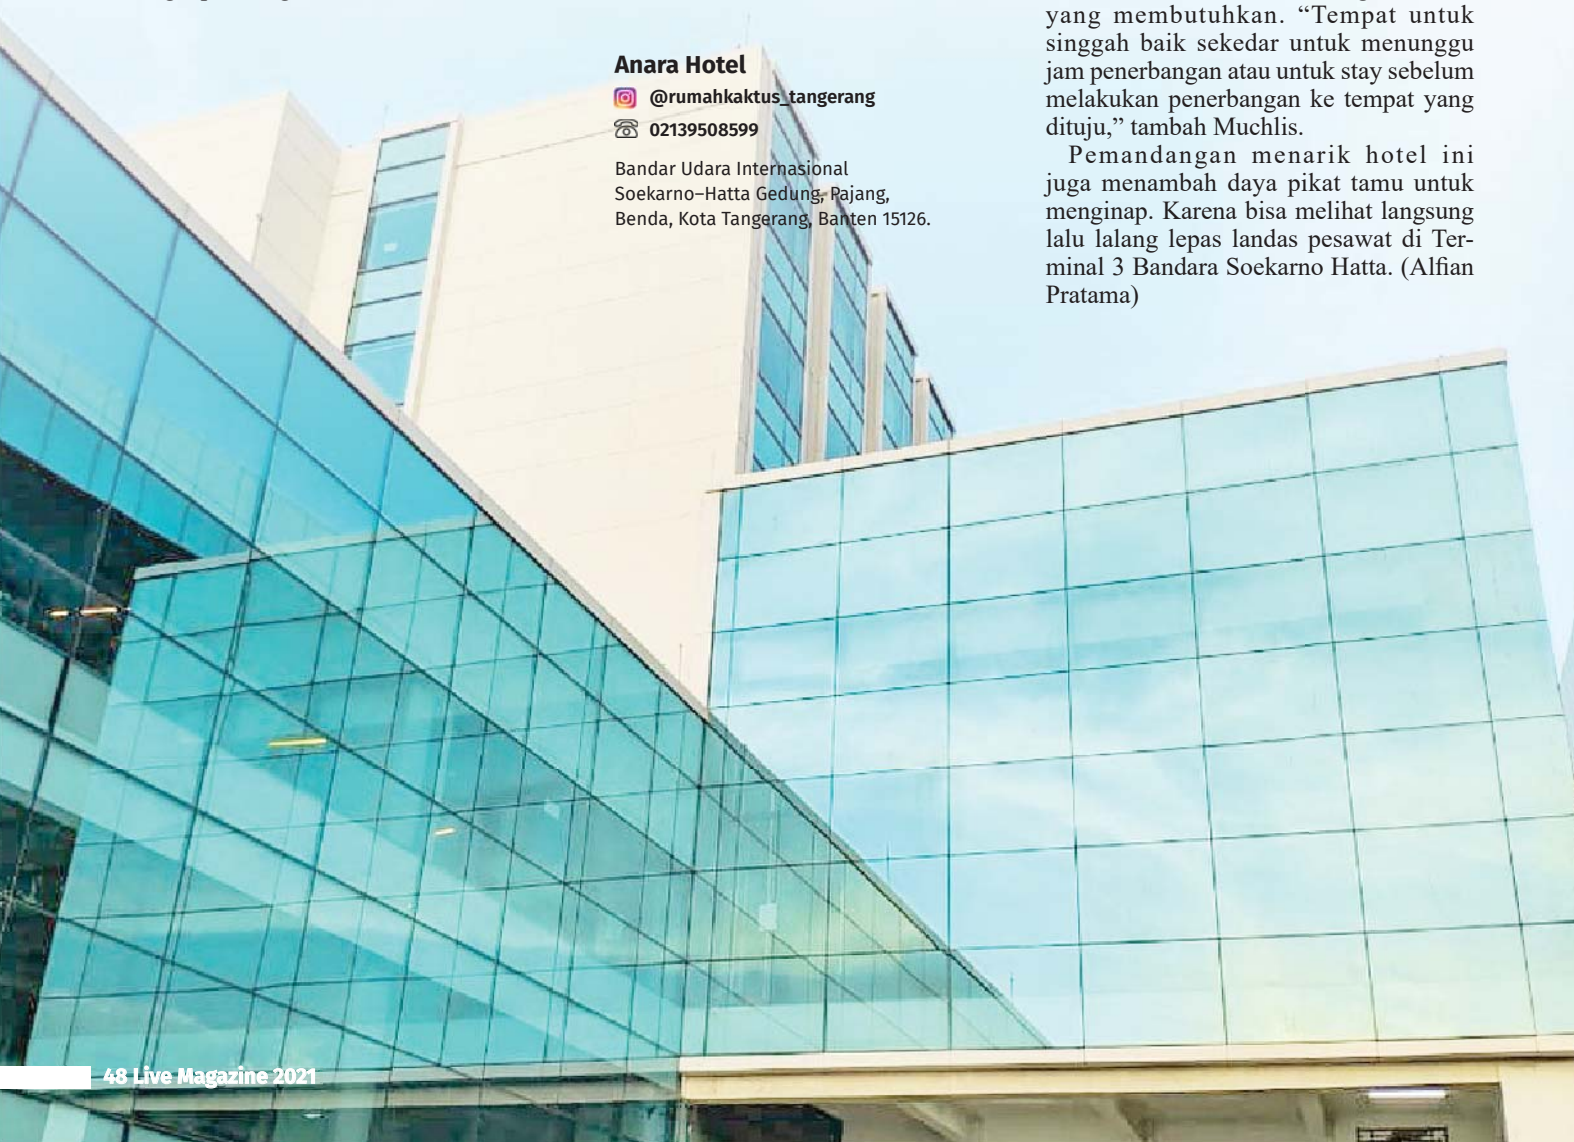 Anara Hotel
@rumahkaktus_tangerang
02139508599
Bandar Udara Internasional
Soekarno–Hatta Gedung, Pajang,
Benda, Kota Tangerang, Banten 15126.
yang membutuhkan. “Tempat untuk
singgah baik sekedar untuk menunggu
jam penerbangan atau untuk stay sebelum
melakukan penerbangan ke tempat yang
dituju,” tambah Muchlis.
Pemandangan menarik hotel ini
juga menambah daya pikat tamu untuk
menginap. Karena bisa melihat langsung
lalu lalang lepas landas pesawat di Ter-
minal 3 Bandara Soekarno Hatta. (Alfian
Pratama)
48 Live Magazine 2021